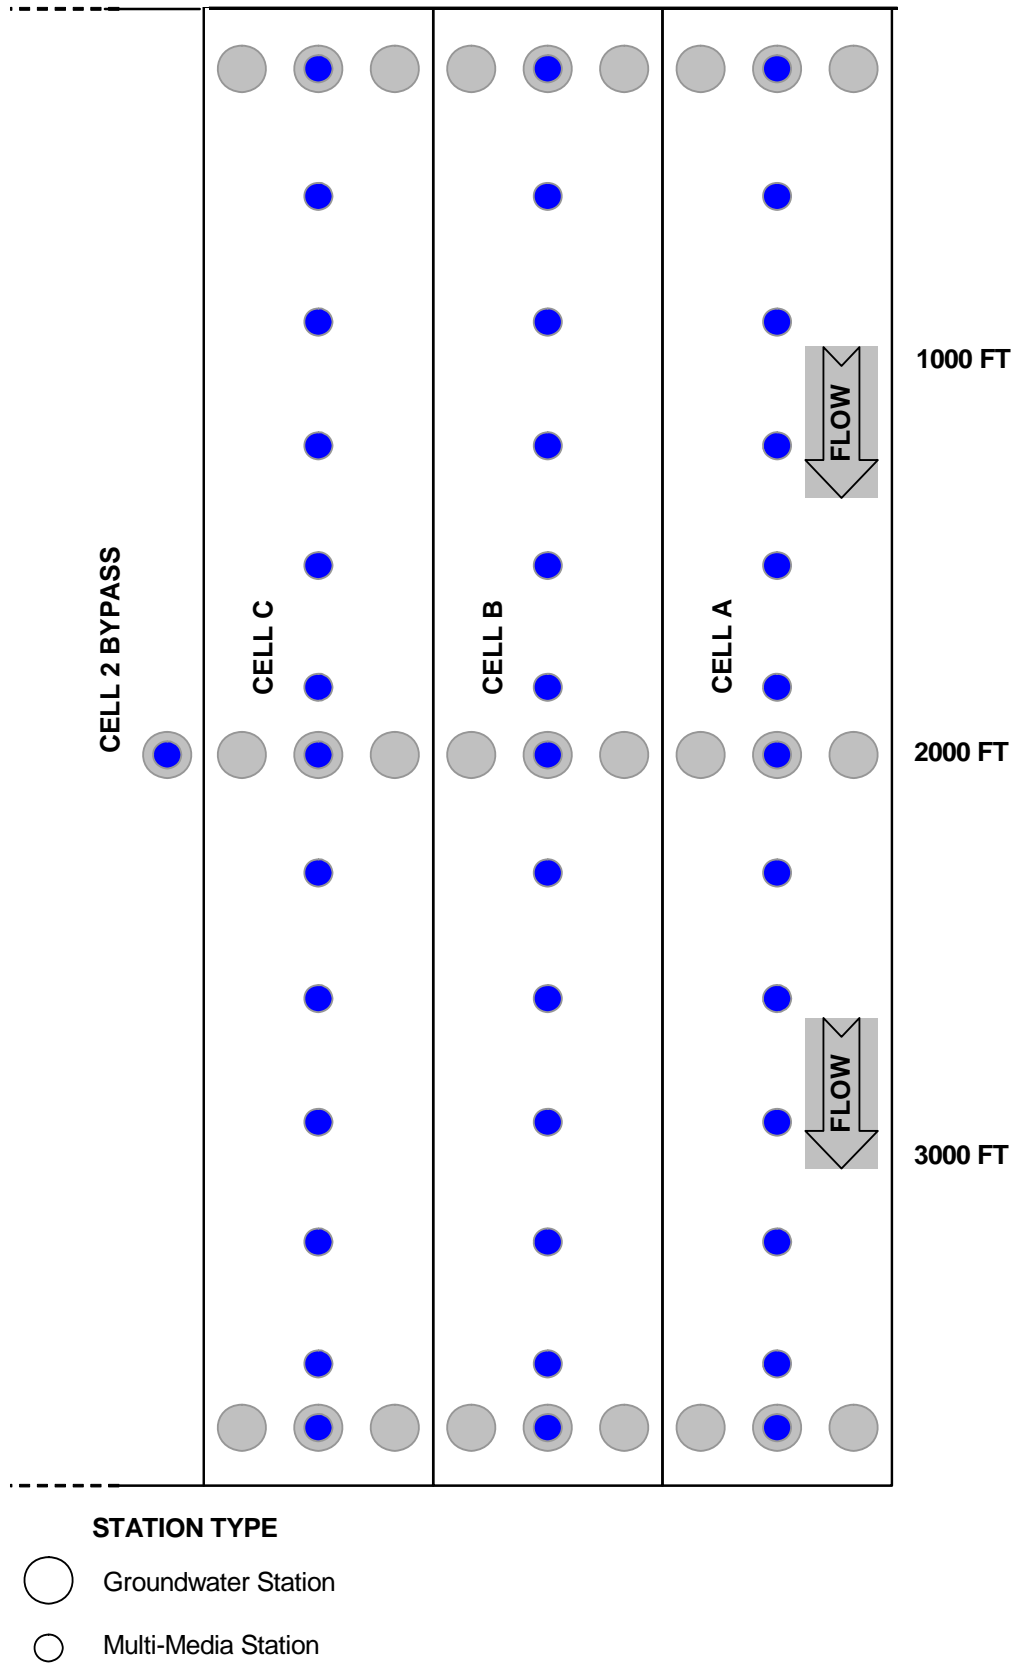 1000 FT
FLOW
CELL 2 BYPASS
CELL C
CELL B
CELL A
2000 FT
FLOW
3000 FT
STATION TYPE
Groundwater Station
Multi-Media Station